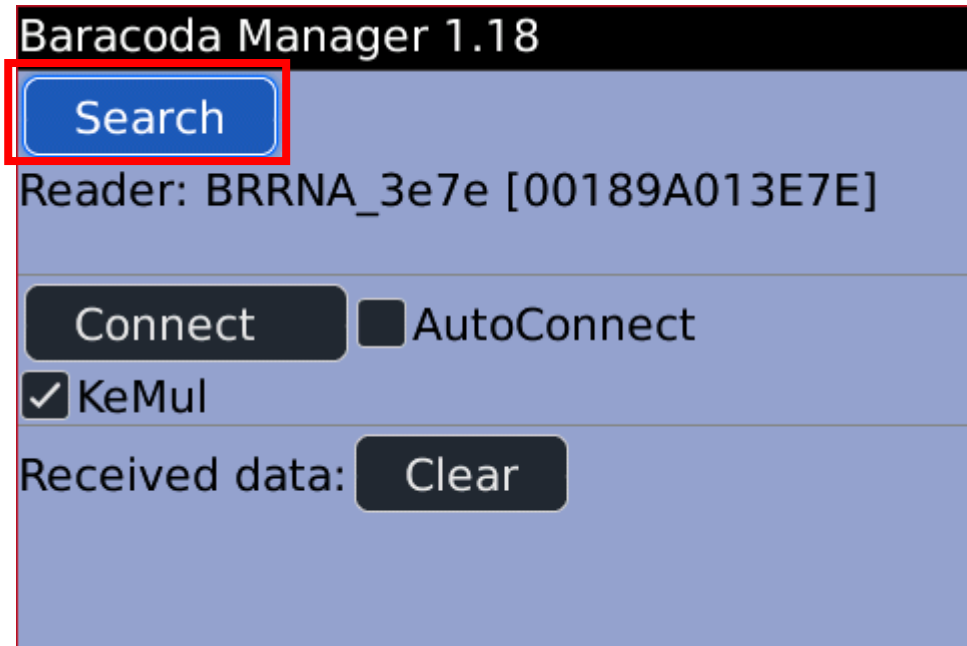 Baracoda Manager 1.18
Search
Reader: BRRNA_3e7e [00189A013E7E]
Connect AutoConnect
KeMul
Received data: Clear